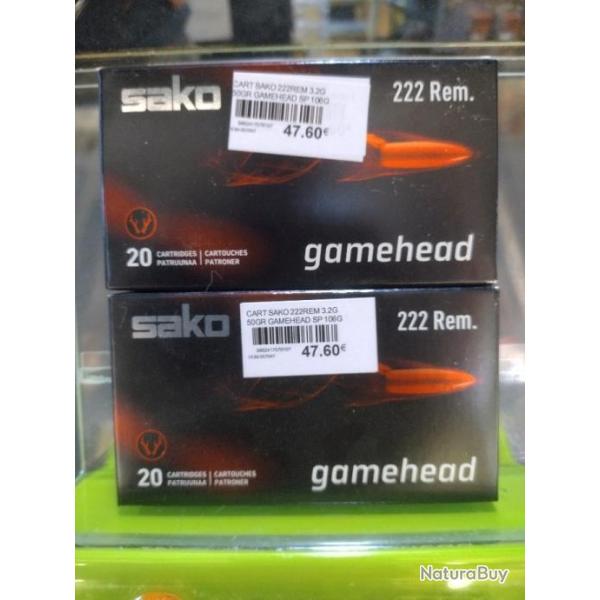 sako
CART SAKO 222REM 3.2G
50GR GAMEHEAD SP 106G
47.60€
222 Rem.
20 CARTRIDGES | CARTOUCHES
PATRUUNAA | PATRONER
gamehead
sako
CART SAKO 222REM 3.2G
50GR GAMEHEAD SP 106G
47.60€
222 Rem.
20 CARTRIDGES | CARTOUCHES
PATRUUNAA | PATRONER
gamehead
NaturaBuy